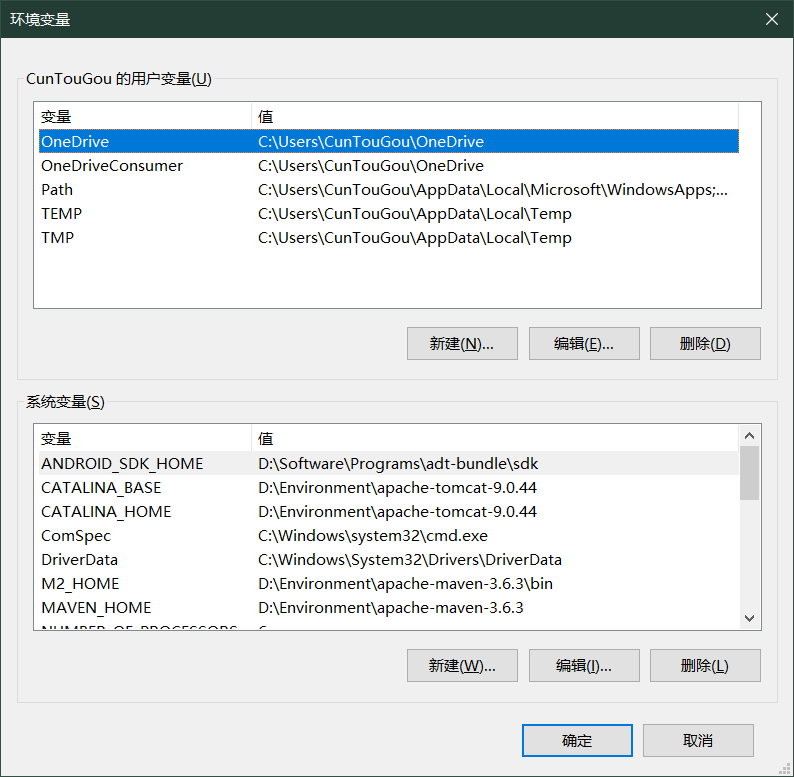 环境变量
CunTouGou 的用户变量(U)
变量 值
OneDrive C:\Users\CunTouGou\OneDrive
OneDriveConsumer C:\Users\CunTouGou\OneDrive
Path C:\Users\CunTouGou\AppData\Local\Microsoft\WindowsApps;...
TEMP C:\Users\CunTouGou\AppData\Local\Temp
TMP C:\Users\CunTouGou\AppData\Local\Temp
新建(N)... 编辑(E)... 删除(D)
系统变量(S)
变量 值
ANDROID_SDK_HOME D:\Software\Programs\adt-bundle\sdk
CATALINA_BASE D:\Environment\apache-tomcat-9.0.44
CATALINA_HOME D:\Environment\apache-tomcat-9.0.44
ComSpec C:\Windows\system32\cmd.exe
DriverData C:\Windows\System32\Drivers\DriverData
M2_HOME D:\Environment\apache-maven-3.6.3\bin
MAVEN_HOME D:\Environment\apache-maven-3.6.3
NUMBER_OF_PROCESSORS
新建(W)... 编辑(I)... 删除(L)
确定 取消